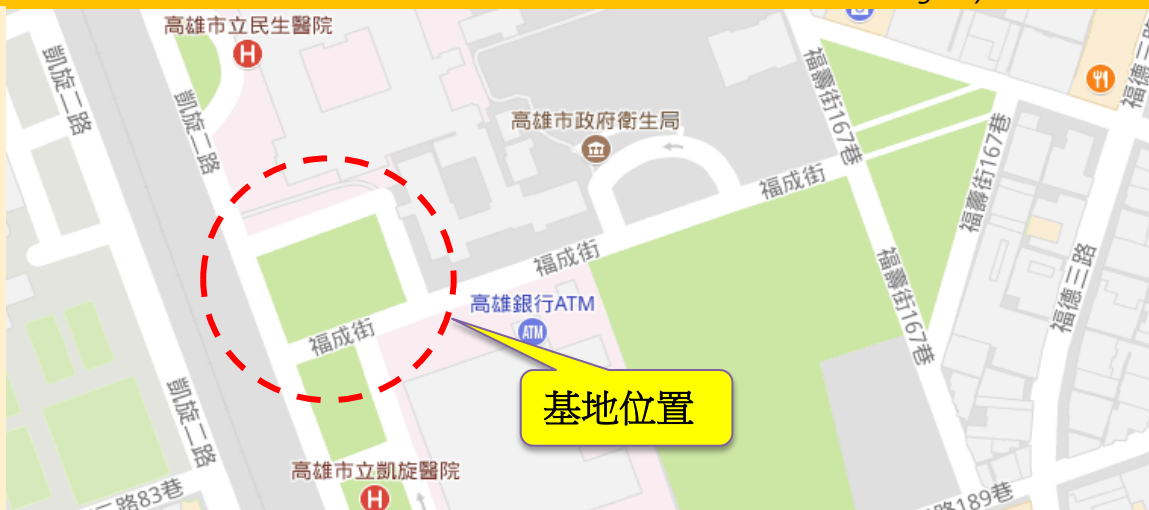 高雄市立民生醫院
H
凱旋二路
凱旋二路
高雄市政府衛生局
福壽街167巷
福德二路
福壽街167巷
福成街
福成街
高雄銀行ATM
ATM
福成街
福壽街167巷
福德三路
基地位置
凱旋二路
高雄市立凱旋醫院
H
二路83巷
路189巷